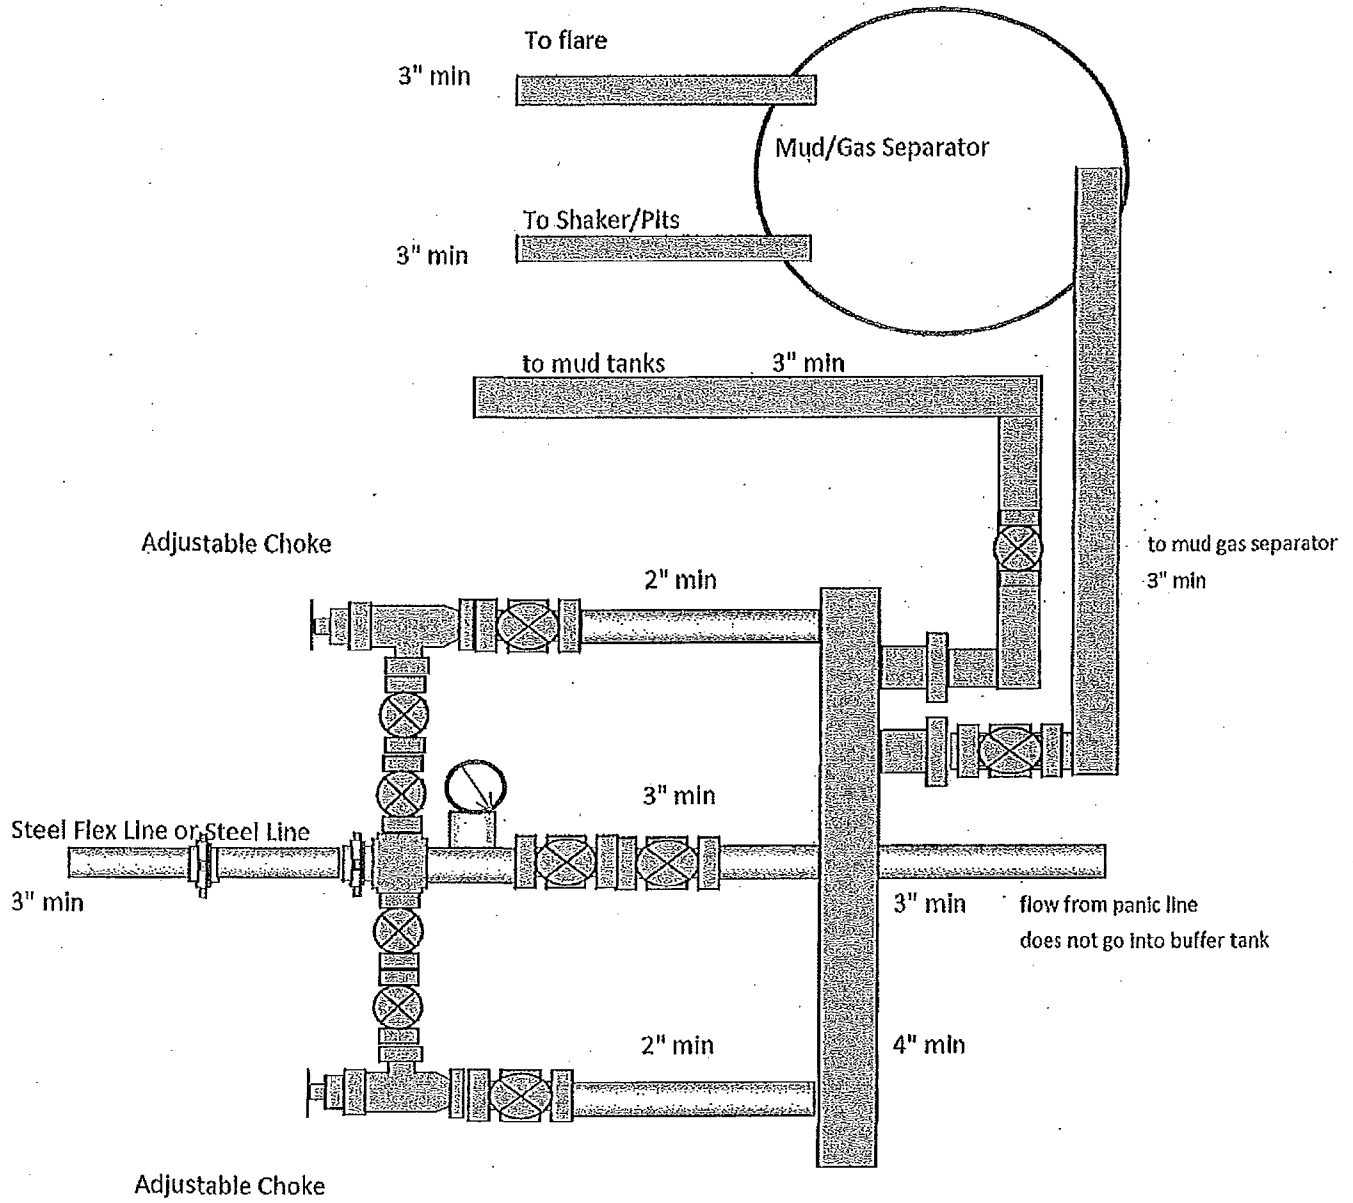 To flare
3" min
Mud/Gas Separator
To Shaker/Pits
3" min
to mud tanks 3" min
Adjustable Choke
to mud gas separator
3" min
2" min
3" min
Steel Flex Line or Steel Line
3" min
3" min
flow from panic line
does not go into buffer tank
2" min
4" min
Adjustable Choke